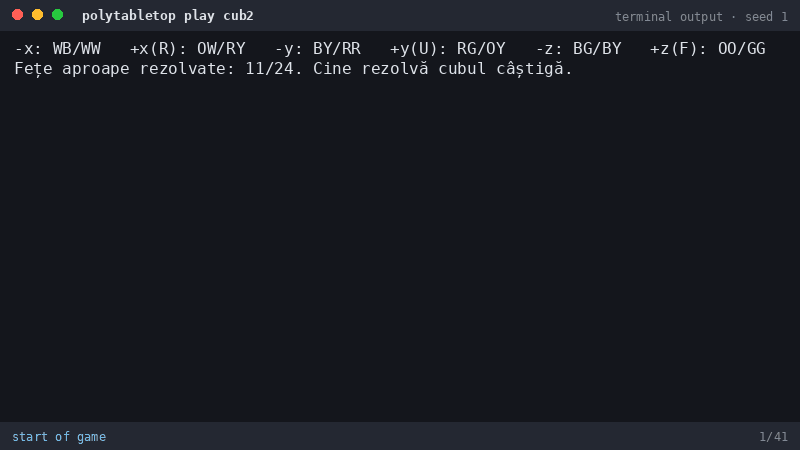 polytabletop play cub2
terminal output · seed 1
-x: WB/WW   +x(R): OW/RY   -y: BY/RR   +y(U): RG/OY   -z: BG/BY   +z(F): OO/GG
Fețe aproape rezolvate: 11/24. Cine rezolvă cubul câștigă.
start of game
1/41